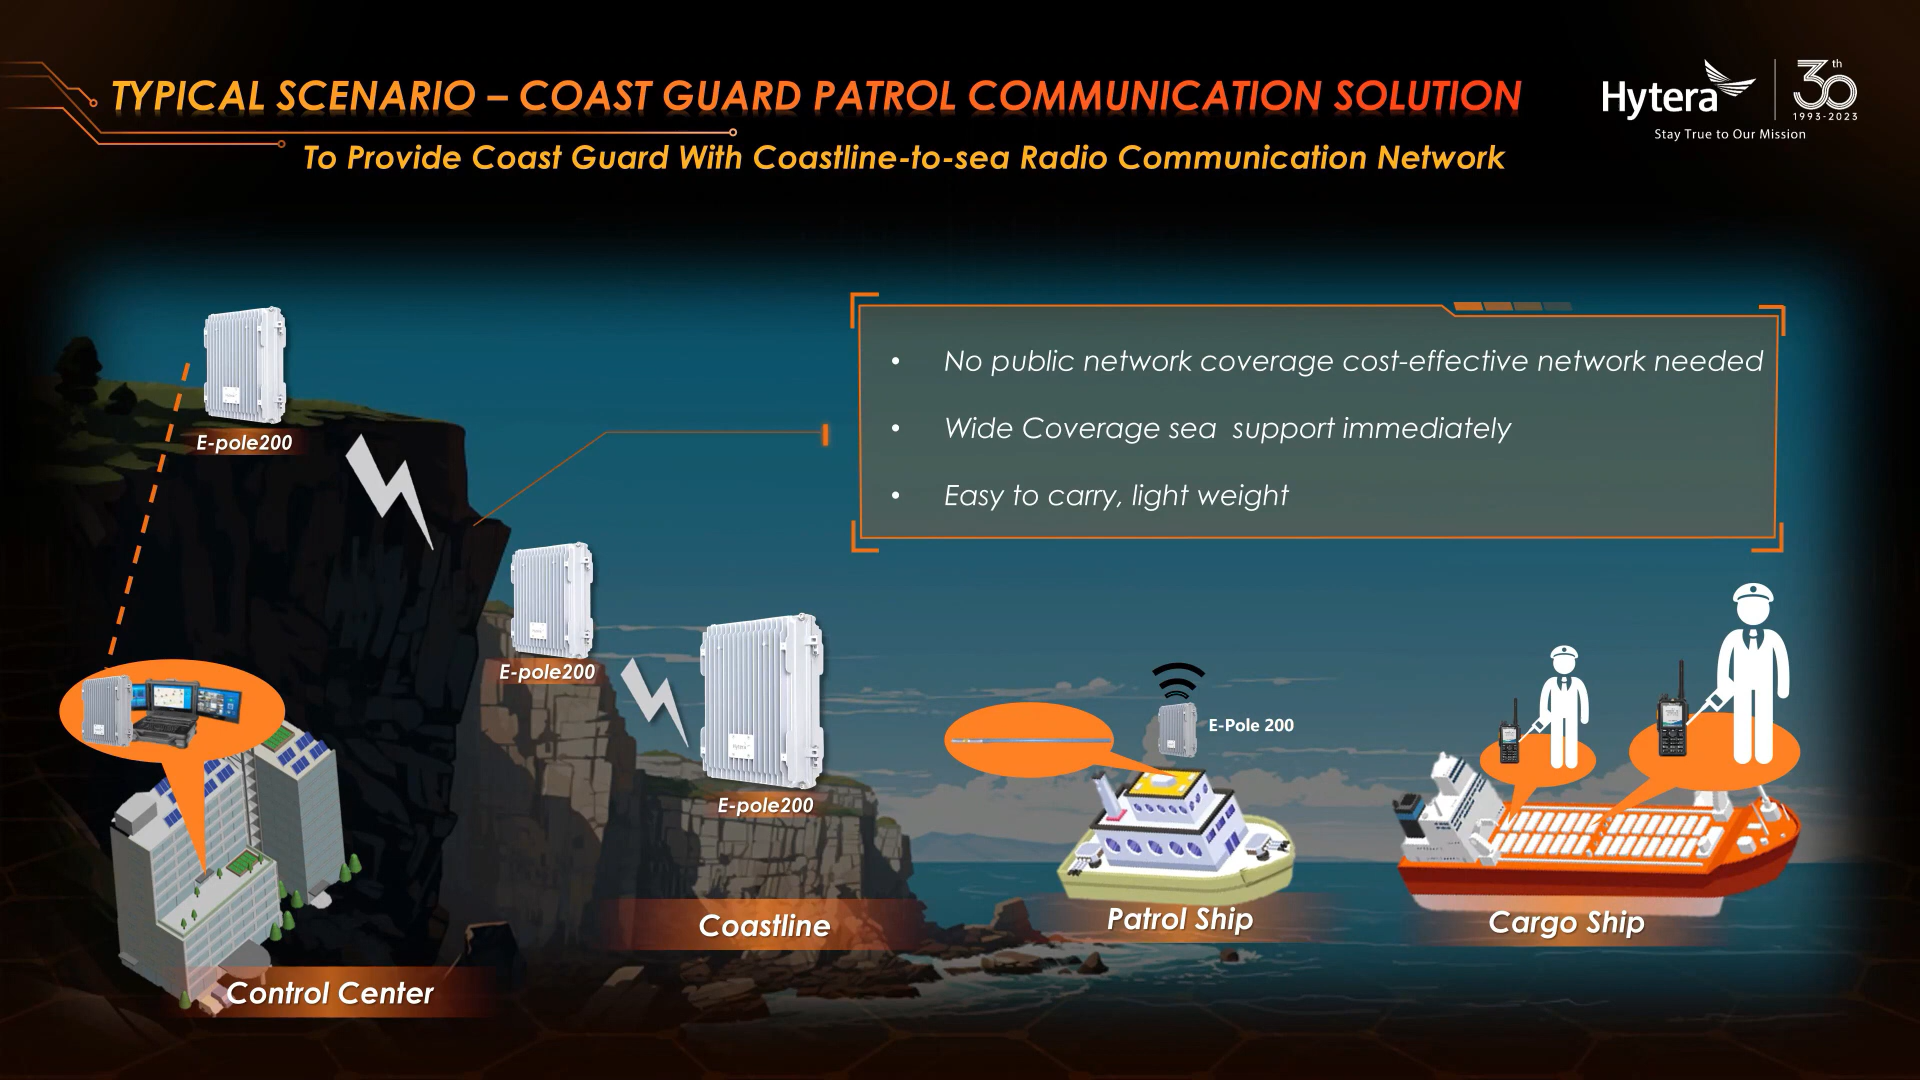 TYPICAL SCENARIO – COAST GUARD PATROL COMMUNICATION SOLUTION
To Provide Coast Guard With Coastline-to-sea Radio Communication Network
Hytera
30th
1993-2023
Stay True to Our Mission
• No public network coverage cost-effective network needed
• Wide Coverage sea  support immediately
• Easy to carry, light weight
E-pole200
E-pole200
E-pole200
Hytera
E-Pole 200
Coastline
Patrol Ship
Cargo Ship
Control Center